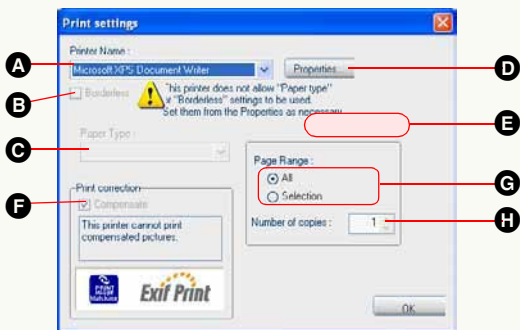 Print settings
Printer Name :
A
Microsoft XPS Document Writer
Properties...
D
B
Borderless
This printer does not allow "Paper type"
or "Borderless" settings to be used.
Set them from the Properties as necessary.
E
Paper Type :
C
Page Range :
All
Selection
G
Print correction
F
Compensate
This printer cannot print
compensated pictures.
Number of copies :
1
H
PRINT
Matching
Exif Print
OK